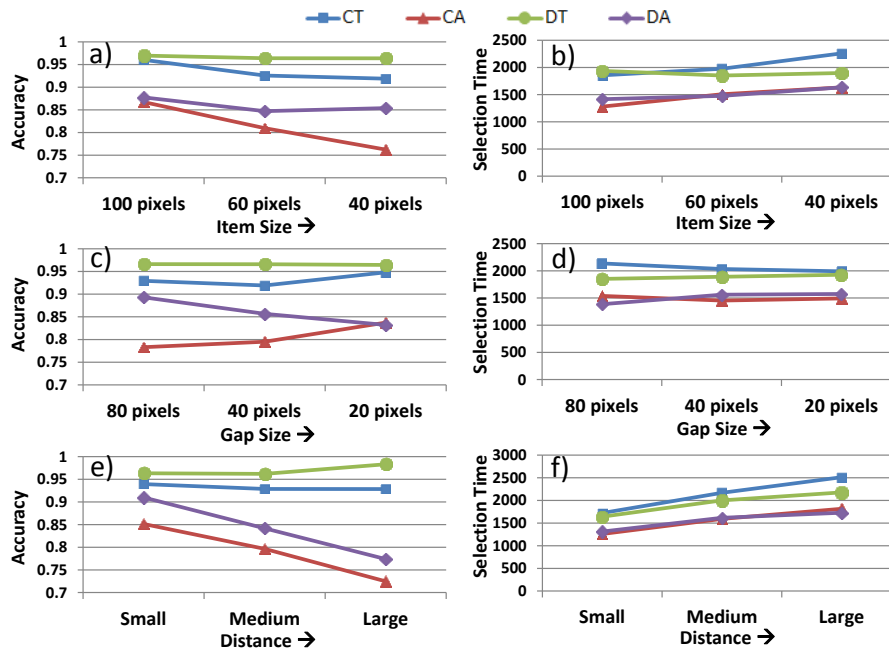 CT CA DT DA
a)
Accuracy
1
0.95
0.9
0.85
0.8
0.75
0.7
100 pixels 60 pixels 40 pixels
Item Size →
b)
Selection Time
2500
2000
1500
1000
500
0
100 pixels 60 pixels 40 pixels
Item Size →
c)
Accuracy
1
0.95
0.9
0.85
0.8
0.75
0.7
80 pixels 40 pixels 20 pixels
Gap Size →
d)
Selection Time
2500
2000
1500
1000
500
0
80 pixels 40 pixels 20 pixels
Gap Size →
e)
Accuracy
1
0.95
0.9
0.85
0.8
0.75
0.7
Small Medium Large
Distance →
f)
Selection Time
3000
2500
2000
1500
1000
500
0
Small Medium Large
Distance →